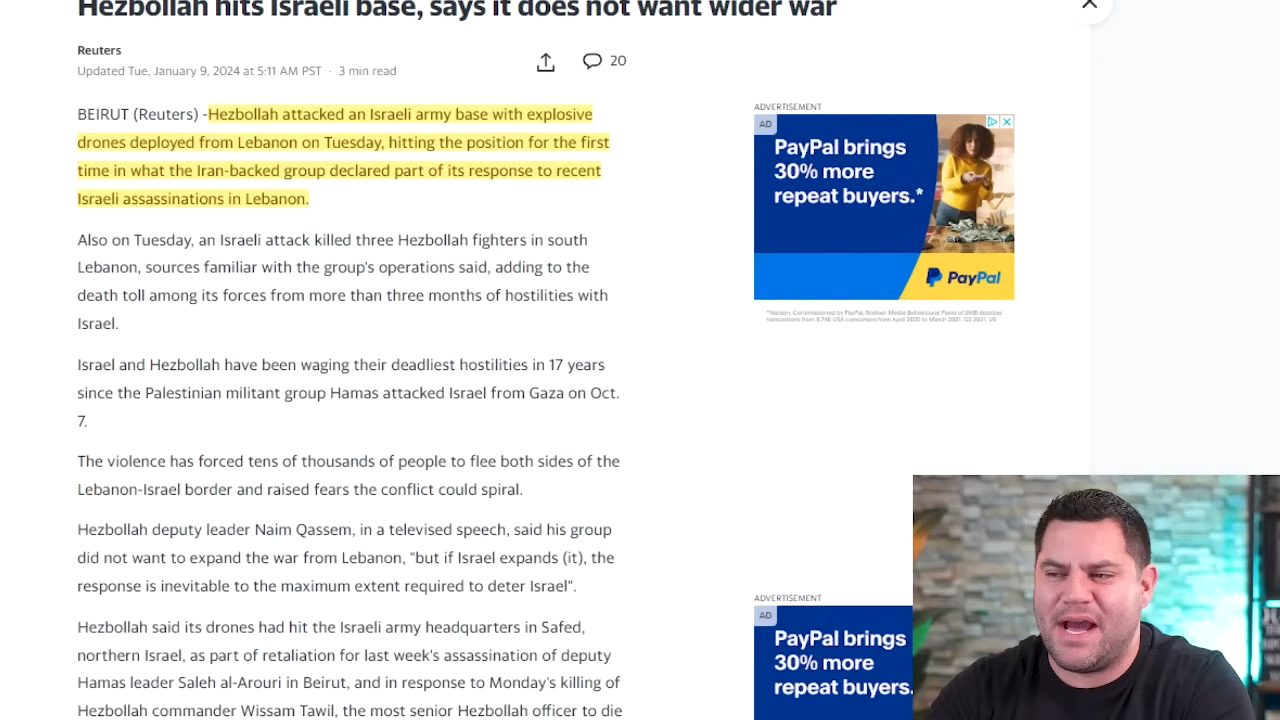 Hezbollah hits Israeli base, says it does not want wider war
Reuters
Updated Tue, January 9, 2024 at 5:11 AM PST · 3 min read
20
BEIRUT (Reuters) -Hezbollah attacked an Israeli army base with explosive
drones deployed from Lebanon on Tuesday, hitting the position for the first
time in what the Iran-backed group declared part of its response to recent
Israeli assassinations in Lebanon.
Also on Tuesday, an Israeli attack killed three Hezbollah fighters in south
Lebanon, sources familiar with the group's operations said, adding to the
death toll among its forces from more than three months of hostilities with
Israel.
Israel and Hezbollah have been waging their deadliest hostilities in 17 years
since the Palestinian militant group Hamas attacked Israel from Gaza on Oct.
7.
The violence has forced tens of thousands of people to flee both sides of the
Lebanon-Israel border and raised fears the conflict could spiral.
Hezbollah deputy leader Naim Qassem, in a televised speech, said his group
did not want to expand the war from Lebanon, "but if Israel expands (it), the
response is inevitable to the maximum extent required to deter Israel".
Hezbollah said its drones had hit the Israeli army headquarters in Safed,
northern Israel, as part of retaliation for last week's assassination of deputy
Hamas leader Saleh al-Arouri in Beirut, and in response to Monday's killing of
Hezbollah commander Wissam Tawil, the most senior Hezbollah officer to die
ADVERTISEMENT
AD
PayPal brings
30% more
repeat buyers.*
PayPal
ADVERTISEMENT
AD
PayPal brings
30% more
repeat buyers.